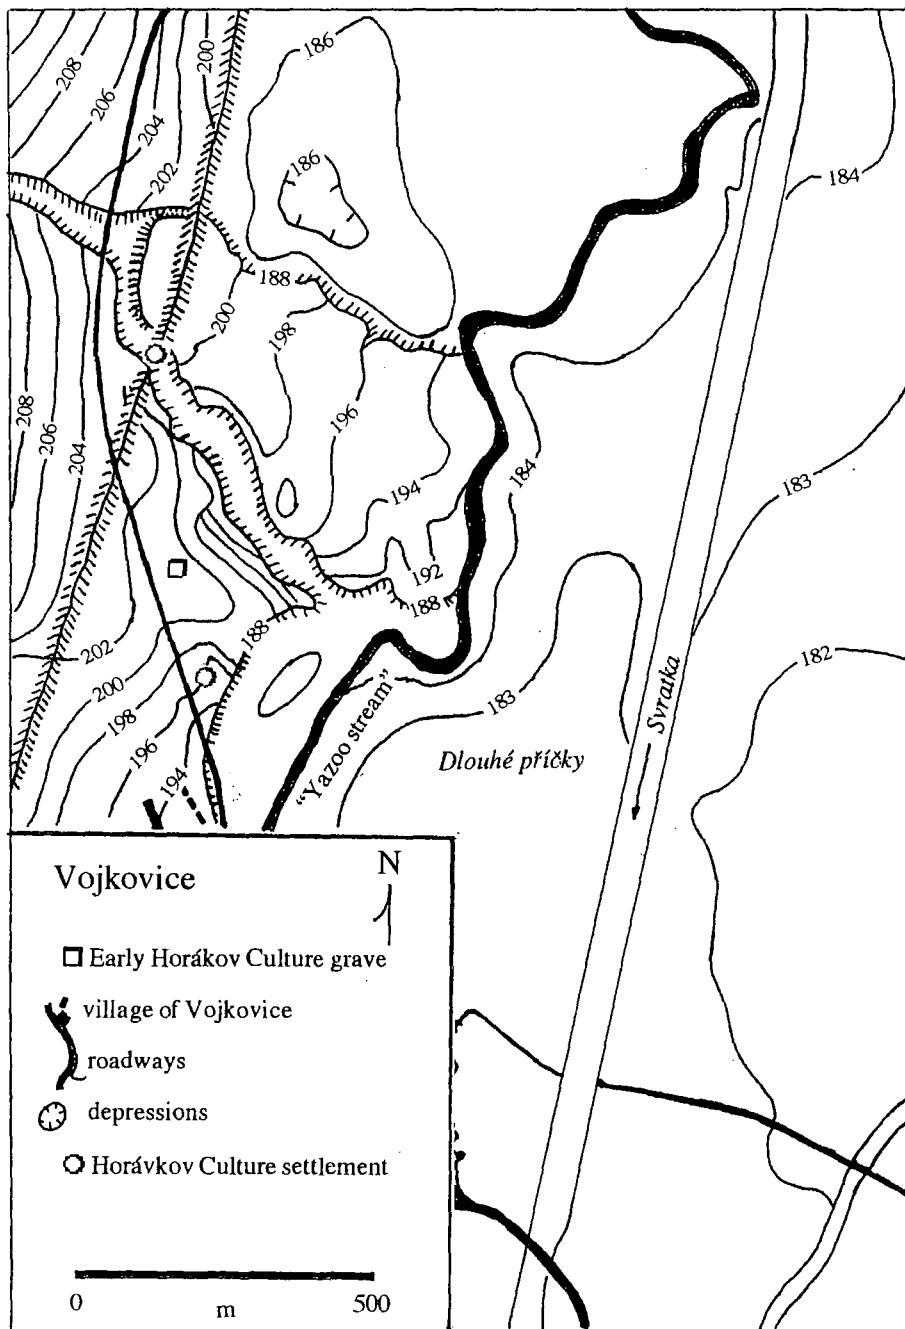 186
208
200
206
204
186
202
184
188
200
198
208
206
204
196
184
183
194
192
188
188
202
182
200
198
183
Svratka
196
"Yazoo stream"
Dlouhé příčky
194
Vojkovice
N
Early Horákov Culture grave
village of Vojkovice
roadways
depressions
Horávkov Culture settlement
0 m 500